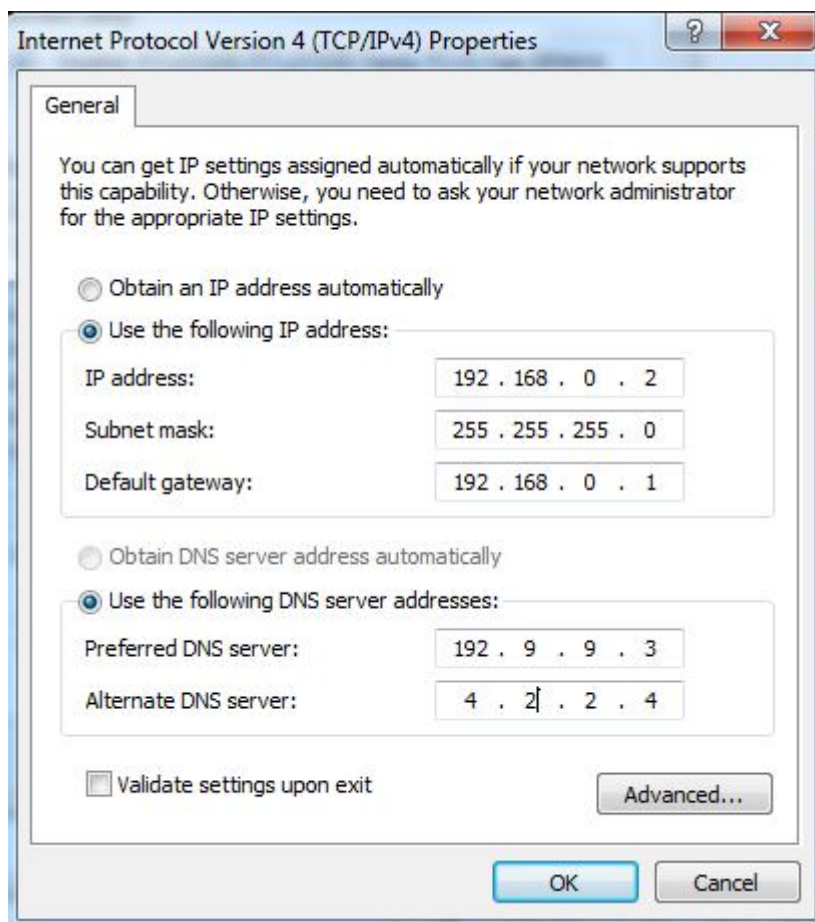 Internet Protocol Version 4 (TCP/IPv4) Properties
General
You can get IP settings assigned automatically if your network supports
this capability. Otherwise, you need to ask your network administrator
for the appropriate IP settings.
Obtain an IP address automatically
Use the following IP address:
IP address: 192 . 168 . 0 . 2
Subnet mask: 255 . 255 . 255 . 0
Default gateway: 192 . 168 . 0 . 1
Obtain DNS server address automatically
Use the following DNS server addresses:
Preferred DNS server: 192 . 9 . 9 . 3
Alternate DNS server: 4 . 2 . 2 . 4
Validate settings upon exit
Advanced...
OK Cancel